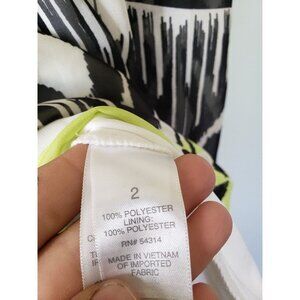 2
100% POLYESTER
LINING:
100% POLYESTER
RN# 54314
MADE IN VIETNAM
OF IMPORTED
FABRIC